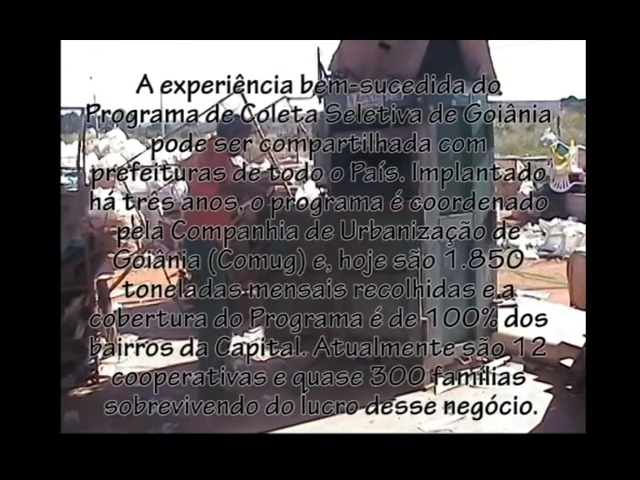 A experiência bem-sucedida do
Programa de Coleta Seletiva de Goiânia
pode ser compartilhada com
prefeituras de todo o País. Implantado
há três anos, o programa é coordenado
pela Companhia de Urbanização de
Goiânia (Comug) e, hoje são 1.850
toneladas mensais recolhidas e a
cobertura do Programa é de 100% dos
bairros da Capital. Atualmente são 12
cooperativas e quase 300 famílias
sobrevivendo do lucro desse negócio.